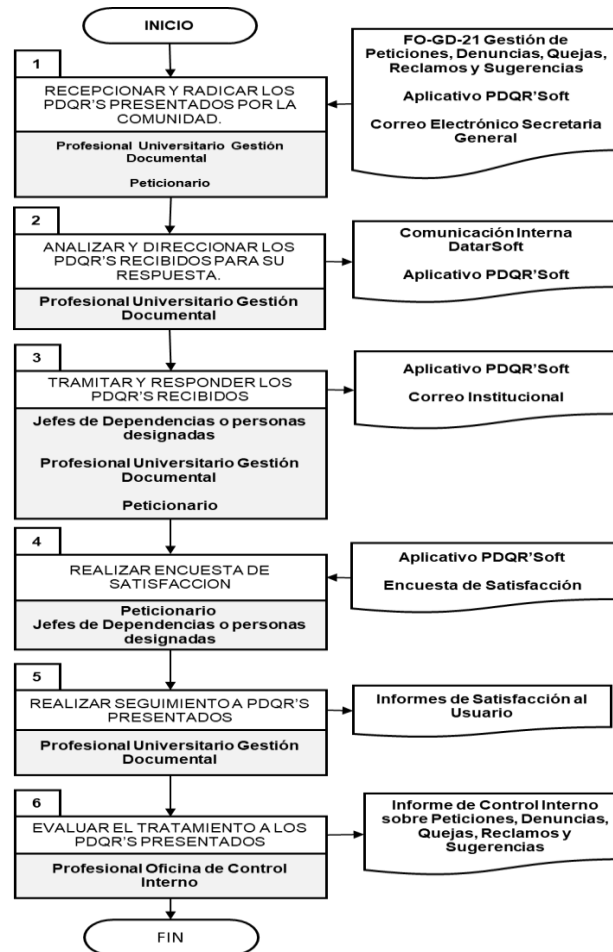 INICIO
1
RECEPCIONAR Y RADICAR LOS
PDQR'S PRESENTADOS POR LA
COMUNIDAD.
Profesional Universitario Gestión
Documental
Peticionario
FO-GD-21 Gestión de
Peticiones, Denuncias, Quejas,
Reclamos y Sugerencias
Aplicativo PDQR'Soft
Correo Electrónico Secretaria
General
2
ANALIZAR Y DIRECCIONAR LOS
PDQR'S RECIBIDOS PARA SU
RESPUESTA.
Profesional Universitario Gestión
Documental
Comunicación Interna
DatarSoft
Aplicativo PDQR'Soft
3
TRAMITAR Y RESPONDER LOS
PDQR'S RECIBIDOS
Jefes de Dependencias o personas
designadas
Profesional Universitario Gestión
Documental
Peticionario
Aplicativo PDQR'Soft
Correo Institucional
4
REALIZAR ENCUESTA DE
SATISFACCION
Peticionario
Jefes de Dependencias o personas
designadas
Aplicativo PDQR'Soft
Encuesta de Satisfacción
5
REALIZAR SEGUIMIENTO A PDQR'S
PRESENTADOS
Profesional Universitario Gestión
Documental
Informes de Satisfacción al
Usuario
6
EVALUAR EL TRATAMIENTO A LOS
PDQR'S PRESENTADOS
Profesional Oficina de Control
Interno
Informe de Control Interno
sobre Peticiones, Denuncias,
Quejas, Reclamos y
Sugerencias
FIN